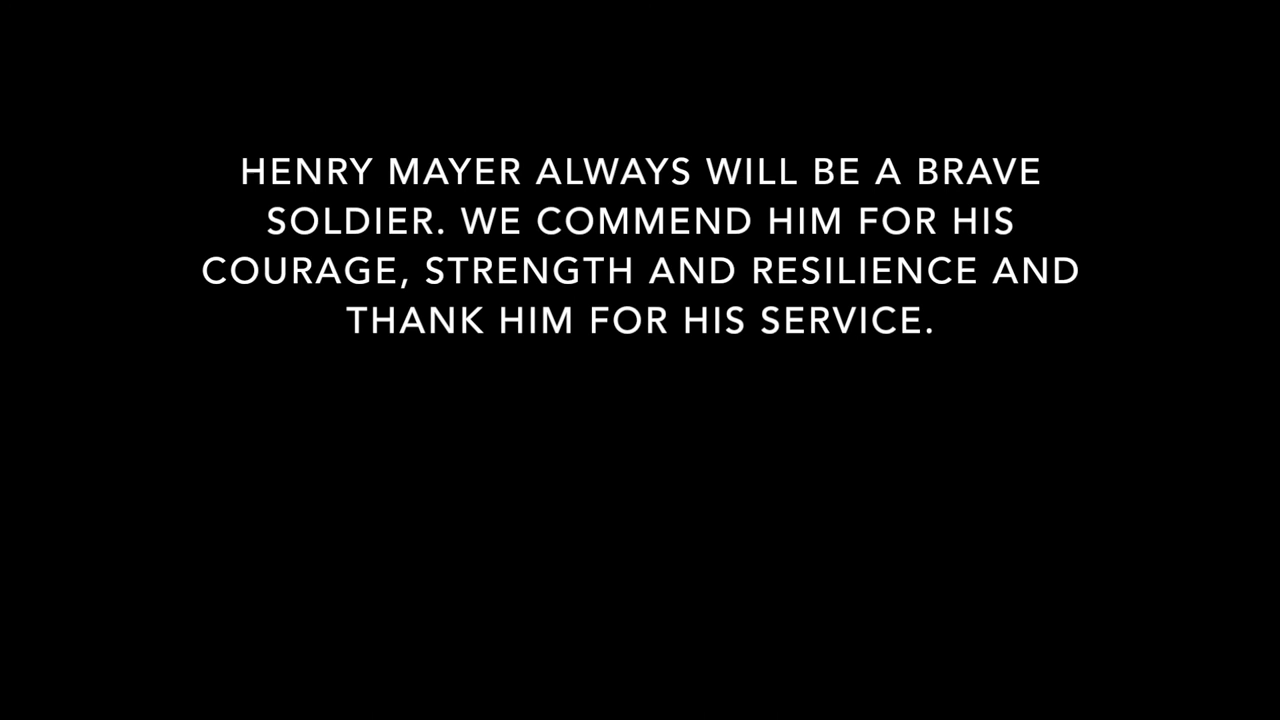 HENRY MAYER ALWAYS WILL BE A BRAVE
SOLDIER. WE COMMEND HIM FOR HIS
COURAGE, STRENGTH AND RESILIENCE AND
THANK HIM FOR HIS SERVICE.